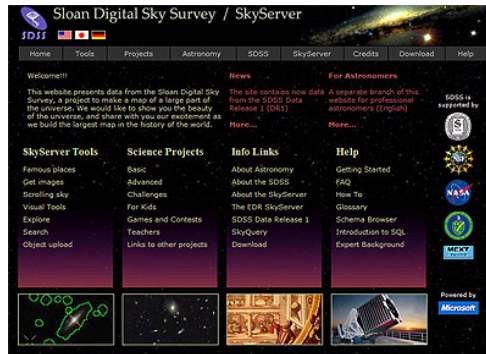 Sloan Digital Sky Survey / SkyServer
SDSS
Home Tools Projects Astronomy SDSS SkyServer Credits Download Help
Welcome!!!
This website presents data from the Sloan Digital Sky
Survey, a project to make a map of a large part of
the universe. We would like to show you the beauty
of the universe, and share with you our excitement as
we build the largest map in the history of the world.
News
The site contains now data
from the SDSS Data
Release 1 (DR1)
More...
For Astronomers
A separate branch of this
website for professional
astronomers (English)
More...
SDSS is
supported by
SkyServer Tools
Famous places
Get images
Scrolling sky
Visual Tools
Explore
Search
Object upload
Science Projects
Basic
Advanced
Challenges
For Kids
Games and Contests
Teachers
Links to other projects
Info Links
About Astronomy
About the SDSS
About the SkyServer
The EDR SkyServer
SDSS Data Release 1
SkyQuery
Download
Help
Getting Started
FAQ
How To
Glossary
Schema Browser
Introduction to SQL
Expert Background
NSF
NASA
MEXT
Powered by
Microsoft